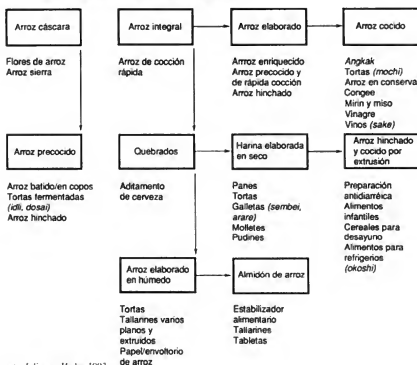 Arroz cáscara
Flores de arroz
Arroz sierra
Arroz integral
Arroz de cocción
rápida
Arroz elaborado
Arrroz enriquecido
Arroz precocido y
de rápida cocción
Arroz hinchado
Arroz cocido
Angkak
Tortas (mochi)
Arroz en conserva
Congee
Mirin y miso
Vinagre
Vinos (sake)
Arroz precocido
Arroz batido/en copos
Tortas fermentadas
(idli, dosai)
Arroz hinchado
Quebrados
Aditamento
de cerveza
Harina elaborada
en seco
Panes
Tortas
Galletas (sembei,
arare)
Molletes
Pudines
Arroz hinchado
y cocido por
extrusión
Preparación
antidiarréica
Alimentos
infantiles
Cereales para
desayuno
Alimentos para
refrigerios
(okoshi)
Arroz elaborado
en húmedo
Tortas
Tallarines varios
planos y
extruidos
Papel/envoltorio
de arroz
Almidón de arroz
Estabilizador
alimentario
Tallarines
Tabletas